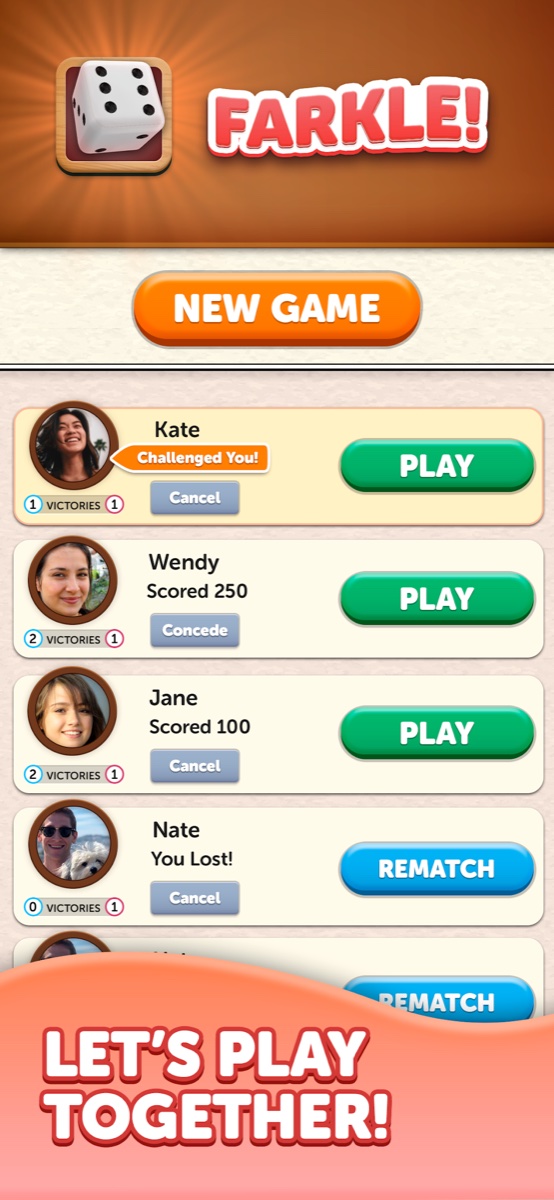 FARKLE!
NEW GAME
Kate
Challenged You!
PLAY
Cancel
1 VICTORIES 1
Wendy
Scored 250
PLAY
Concede
2 VICTORIES 1
Jane
Scored 100
PLAY
Cancel
2 VICTORIES 1
Nate
You Lost!
REMATCH
Cancel
0 VICTORIES 1
REMATCH
LET'S PLAY
TOGETHER!